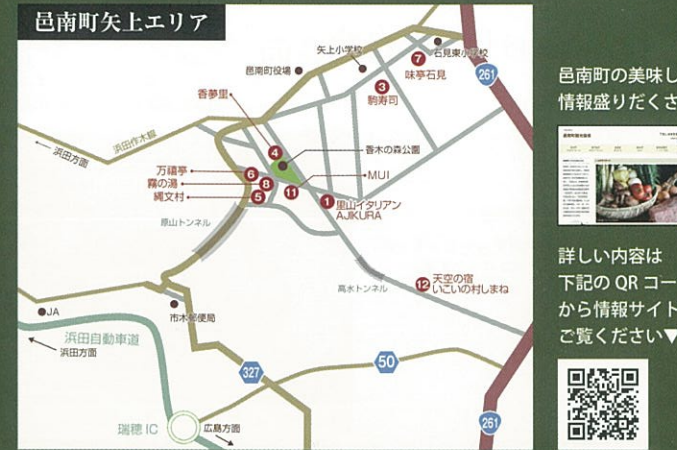 邑南町矢上エリア
邑南町の美味し
情報盛りだくさ
詳しい内容は
下記の QR コー
から情報サイト
ご覧ください▼
矢上小学校
石見東小学校
邑南町役場
7
味亭石見
261
3
駒寿司
香夢里
浜田作木線
浜田方面
4
香木の森公園
万禧亭
6
霧の湯
8
MUI
縄文村
5
11
1
里山イタリアン
AJIKURA
原山トンネル
高水トンネル
12
天空の宿
いこいの村しまね
JA
市木郵便局
浜田自動車道
浜田方面
327
50
瑞穂 IC
広島方面
261